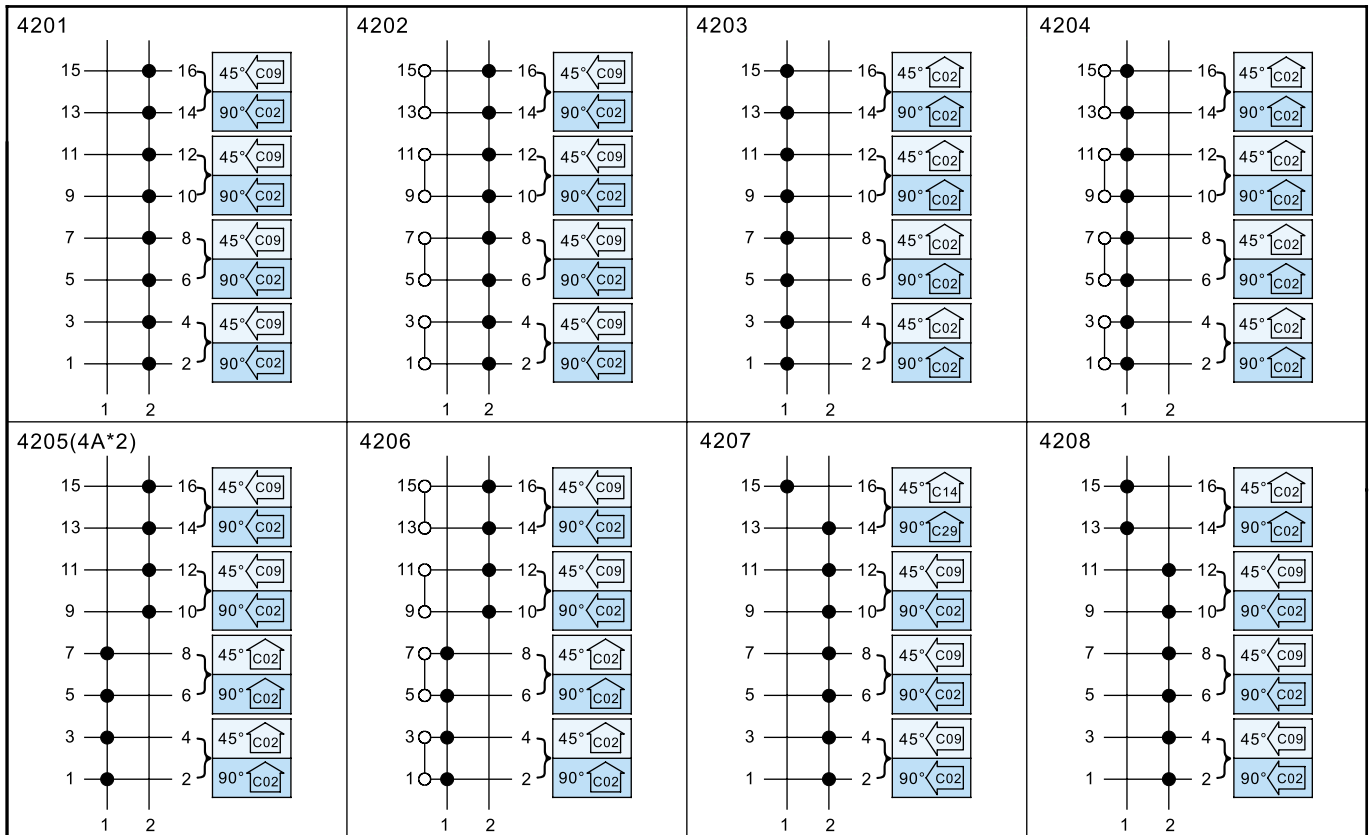 4201
15 16 45° C09
13 14 90° C02
11 12 45° C09
9 10 90° C02
7 8 45° C09
5 6 90° C02
3 4 45° C09
1 2 90° C02
1 2
4202
15 16 45° C09
13 14 90° C02
11 12 45° C09
9 10 90° C02
7 8 45° C09
5 6 90° C02
3 4 45° C09
1 2 90° C02
1 2
4203
15 16 45° C02
13 14 90° C02
11 12 45° C02
9 10 90° C02
7 8 45° C02
5 6 90° C02
3 4 45° C02
1 2 90° C02
1 2
4204
15 16 45° C02
13 14 90° C02
11 12 45° C02
9 10 90° C02
7 8 45° C02
5 6 90° C02
3 4 45° C02
1 2 90° C02
1 2
4205(4A*2)
15 16 45° C09
13 14 90° C02
11 12 45° C09
9 10 90° C02
7 8 45° C02
5 6 90° C02
3 4 45° C02
1 2 90° C02
1 2
4206
15 16 45° C09
13 14 90° C02
11 12 45° C09
9 10 90° C02
7 8 45° C02
5 6 90° C02
3 4 45° C02
1 2 90° C02
1 2
4207
15 16 45° C14
13 14 90° C29
11 12 45° C09
9 10 90° C02
7 8 45° C09
5 6 90° C02
3 4 45° C09
1 2 90° C02
1 2
4208
15 16 45° C02
13 14 90° C02
11 12 45° C09
9 10 90° C02
7 8 45° C09
5 6 90° C02
3 4 45° C09
1 2 90° C02
1 2